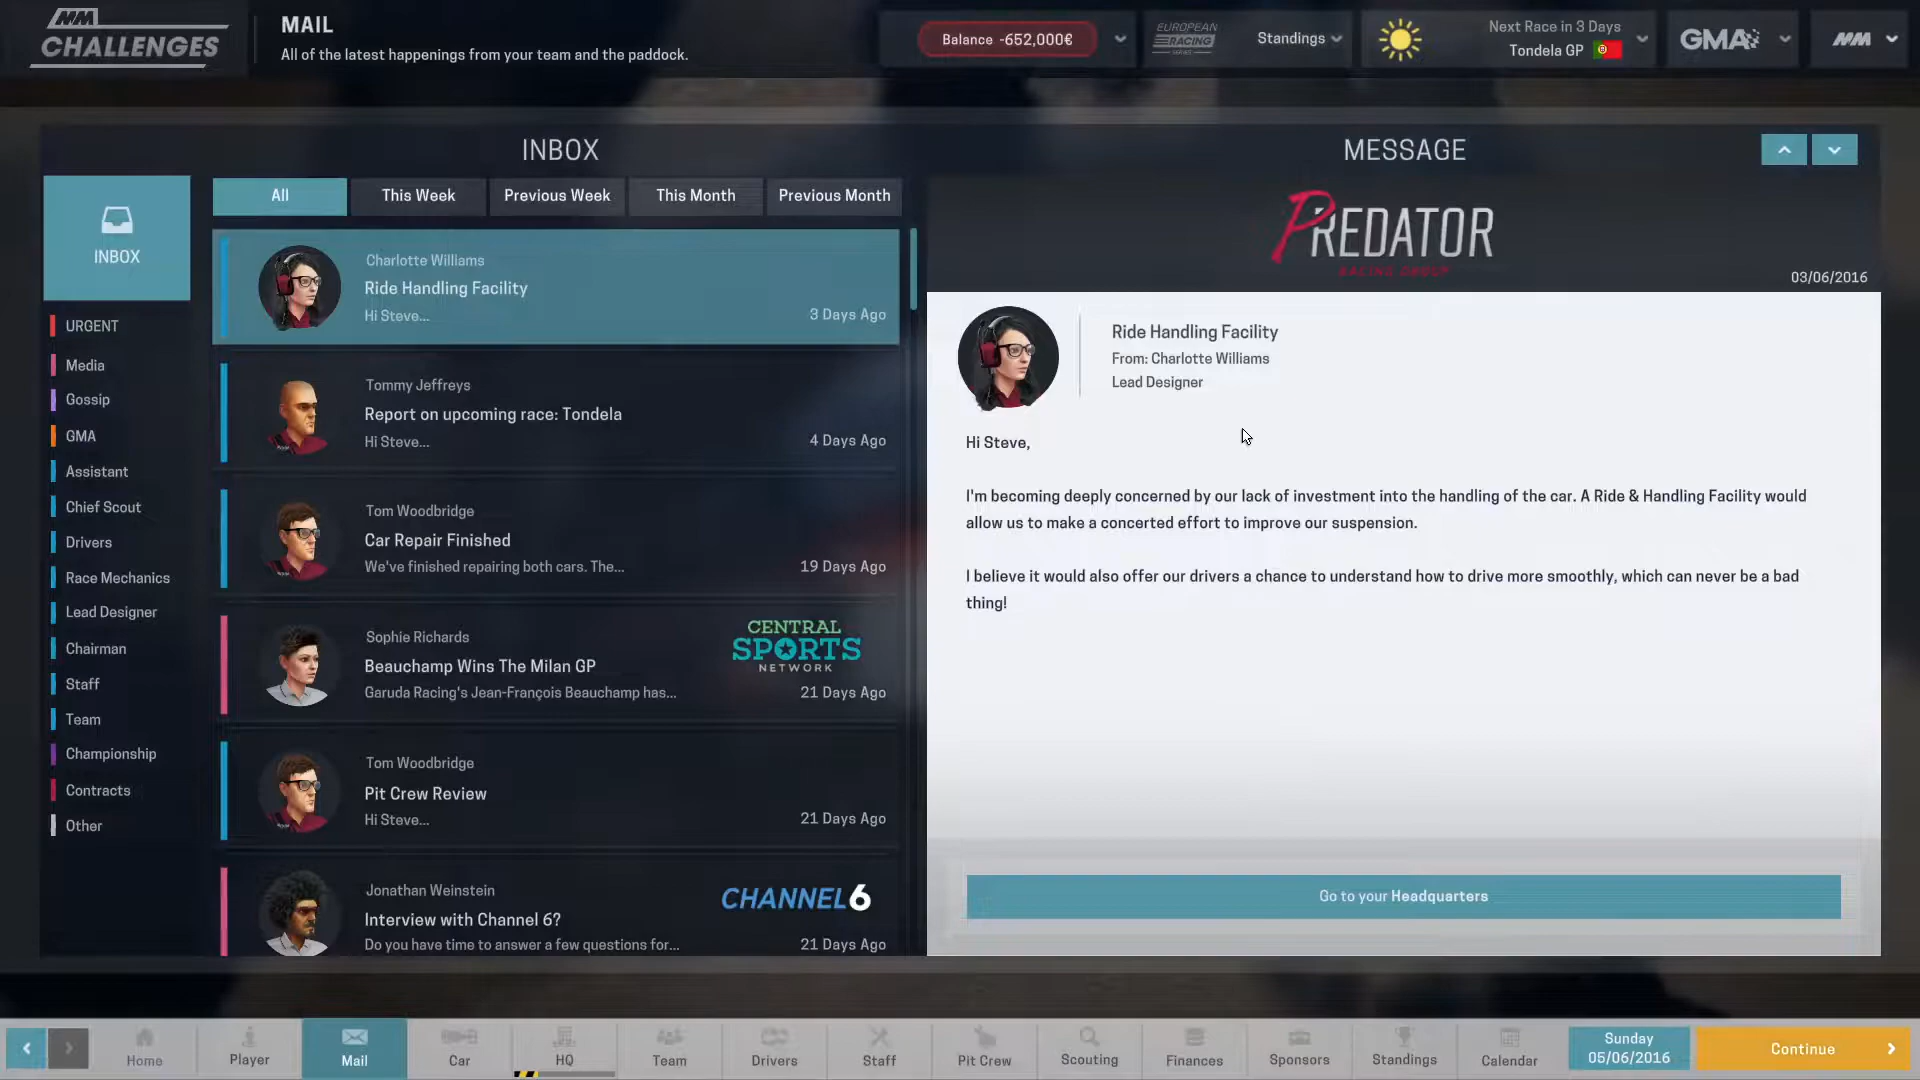 MM
CHALLENGES
MAIL
All of the latest happenings from your team and the paddock.
Balance -652,000€
EUROPEAN
RACING
SERIES
Standings
Next Race in 3 Days
Tondela GP
GMA
MM
INBOX
MESSAGE
INBOX
All
This Week
Previous Week
This Month
Previous Month
URGENT
Media
Gossip
GMA
Assistant
Chief Scout
Drivers
Race Mechanics
Lead Designer
Chairman
Staff
Team
Championship
Contracts
Other
Charlotte Williams
Ride Handling Facility
Hi Steve...
3 Days Ago
Tommy Jeffreys
Report on upcoming race: Tondela
Hi Steve...
4 Days Ago
Tom Woodbridge
Car Repair Finished
We've finished repairing both cars. The...
19 Days Ago
Sophie Richards
Beauchamp Wins The Milan GP
Garuda Racing's Jean-François Beauchamp has...
CENTRAL
SPORTS
NETWORK
21 Days Ago
Tom Woodbridge
Pit Crew Review
Hi Steve...
21 Days Ago
Jonathan Weinstein
Interview with Channel 6?
Do you have time to answer a few questions for...
CHANNEL 6
21 Days Ago
PREDATOR
RACING GROUP
03/06/2016
Ride Handling Facility
From: Charlotte Williams
Lead Designer
Hi Steve,
I'm becoming deeply concerned by our lack of investment into the handling of the car. A Ride & Handling Facility would
allow us to make a concerted effort to improve our suspension.
I believe it would also offer our drivers a chance to understand how to drive more smoothly, which can never be a bad
thing!
Go to your Headquarters
Home
Player
Mail
Car
HQ
Team
Drivers
Staff
Pit Crew
Scouting
Finances
Sponsors
Standings
Calendar
Sunday
05/06/2016
Continue